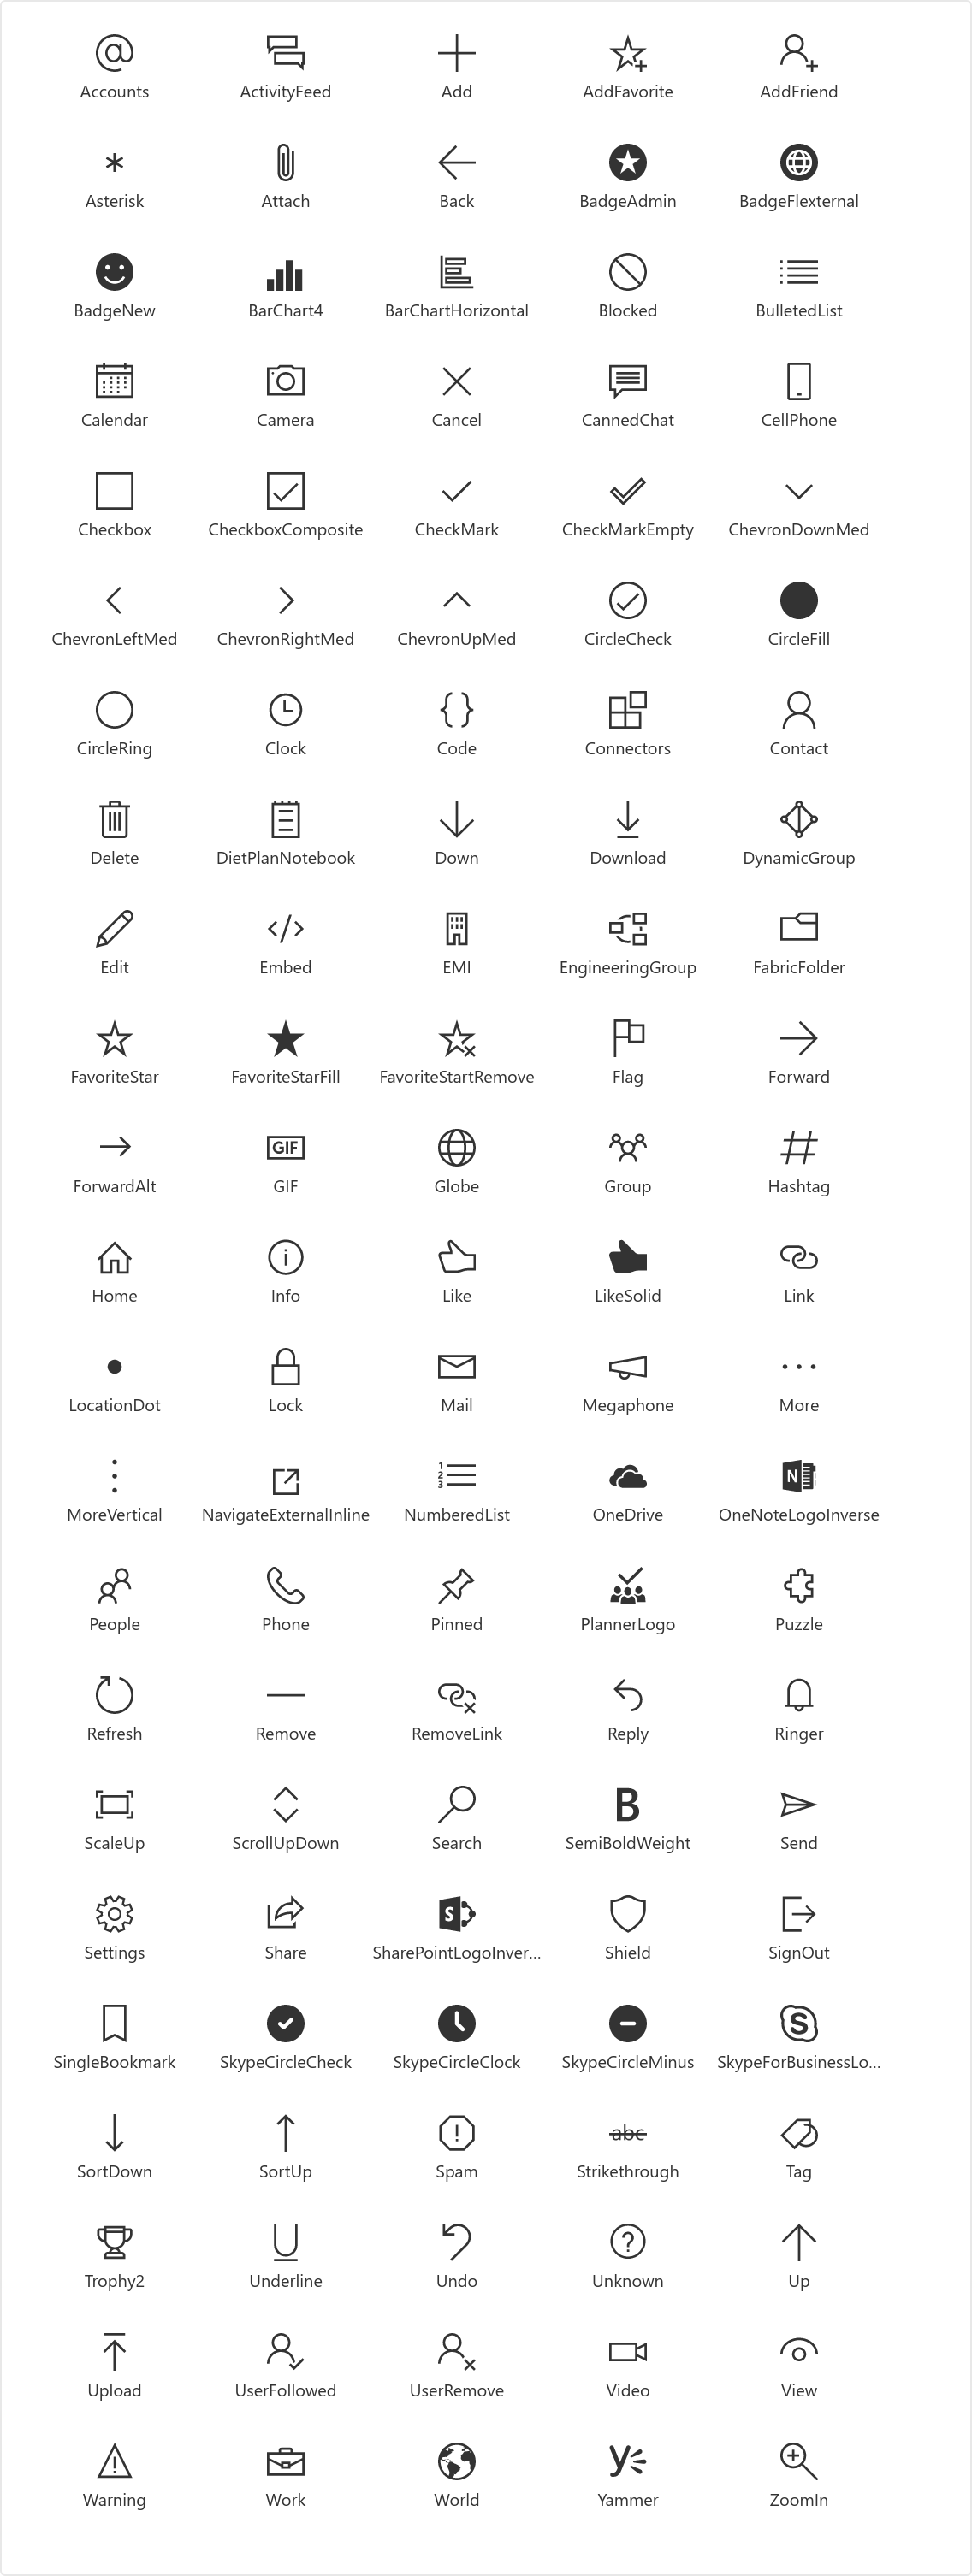 Accounts ActivityFeed Add AddFavorite AddFriend
Asterisk Attach Back BadgeAdmin BadgeFlexternal
BadgeNew BarChart4 BarChartHorizontal Blocked BulletedList
Calendar Camera Cancel CannedChat CellPhone
Checkbox CheckboxComposite CheckMark CheckMarkEmpty ChevronDownMed
ChevronLeftMed ChevronRightMed ChevronUpMed CircleCheck CircleFill
CircleRing Clock Code Connectors Contact
Delete DietPlanNotebook Down Download DynamicGroup
Edit Embed EMI EngineeringGroup FabricFolder
FavoriteStar FavoriteStarFill FavoriteStartRemove Flag Forward
GIF
ForwardAlt GIF Globe Group Hashtag
Home Info Like LikeSolid Link
LocationDot Lock Mail Megaphone More
1
2
3
N
MoreVertical NavigateExternalInline NumberedList OneDrive OneNoteLogoInverse
People Phone Pinned PlannerLogo Puzzle
Refresh Remove RemoveLink Reply Ringer
B
ScaleUp ScrollUpDown Search SemiBoldWeight Send
S
Settings Share SharePointLogoInver... Shield SignOut
S
SingleBookmark SkypeCircleCheck SkypeCircleClock SkypeCircleMinus SkypeForBusinessLo...
abc
SortDown SortUp Spam Strikethrough Tag
U
Trophy2 Underline Undo Unknown Up
Upload UserFollowed UserRemove Video View
Warning Work World Yammer ZoomIn